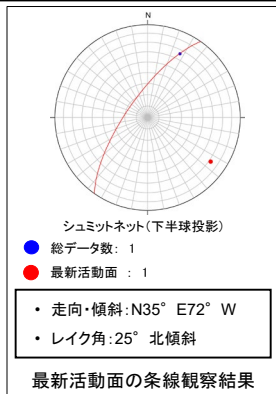 N
シュミットネット(下半球投影)
総データ数: 1
最新活動面 : 1
• 走向・傾斜:N35° E72° W
• レイク角:25° 北傾斜
最新活動面の条線観察結果